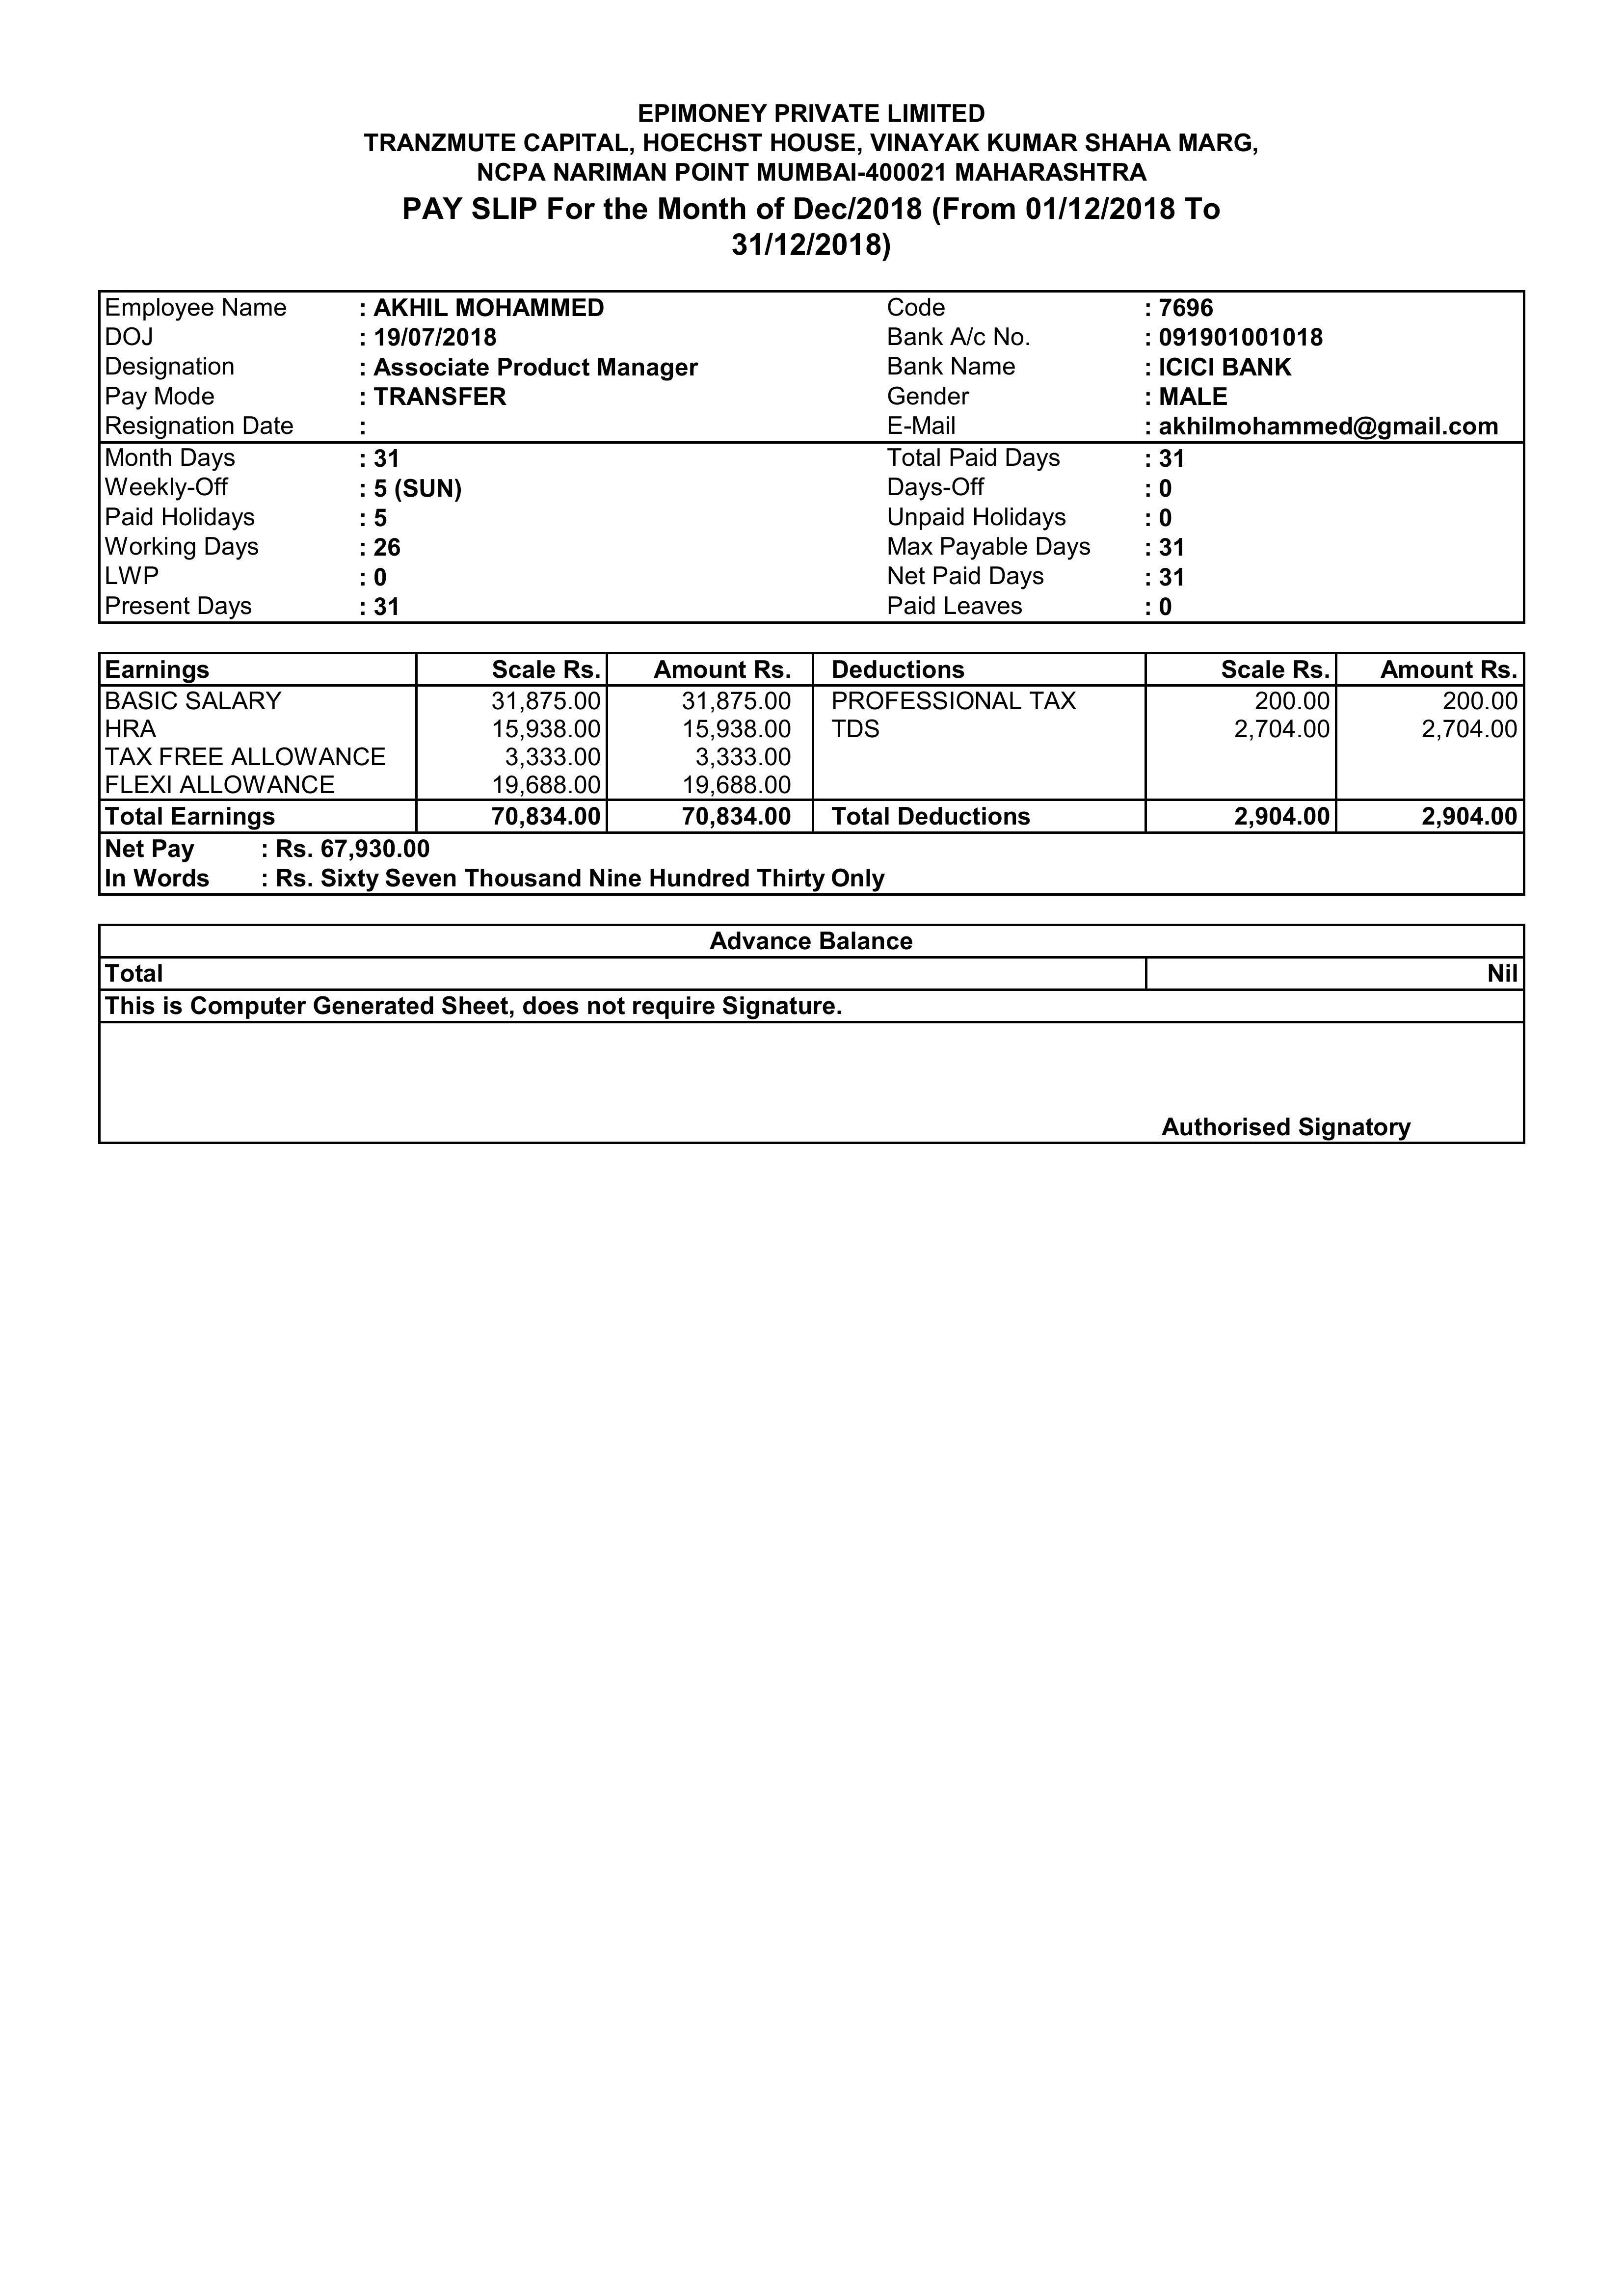 EPIMONEY PRIVATE LIMITED
TRANZMUTE CAPITAL, HOECHST HOUSE, VINAYAK KUMAR SHAHA MARG,
NCPA NARIMAN POINT MUMBAI-400021 MAHARASHTRA
PAY SLIP For the Month of Dec/2018 (From 01/12/2018 To
31/12/2018)
Employee Name : AKHIL MOHAMMED Code : 7696
DOJ : 19/07/2018 Bank A/c No. : 091901001018
Designation : Associate Product Manager Bank Name : ICICI BANK
Pay Mode : TRANSFER Gender : MALE
Resignation Date : E-Mail : akhilmohammed@gmail.com
Month Days : 31 Total Paid Days : 31
Weekly-Off : 5 (SUN) Days-Off : 0
Paid Holidays : 5 Unpaid Holidays : 0
Working Days : 26 Max Payable Days : 31
LWP : 0 Net Paid Days : 31
Present Days : 31 Paid Leaves : 0
Earnings Scale Rs. Amount Rs. Deductions Scale Rs. Amount Rs.
BASIC SALARY 31,875.00 31,875.00 PROFESSIONAL TAX 200.00 200.00
HRA 15,938.00 15,938.00 TDS 2,704.00 2,704.00
TAX FREE ALLOWANCE 3,333.00 3,333.00
FLEXI ALLOWANCE 19,688.00 19,688.00
Total Earnings 70,834.00 70,834.00 Total Deductions 2,904.00 2,904.00
Net Pay : Rs. 67,930.00
In Words : Rs. Sixty Seven Thousand Nine Hundred Thirty Only
Advance Balance
Total Nil
This is Computer Generated Sheet, does not require Signature.
Authorised Signatory